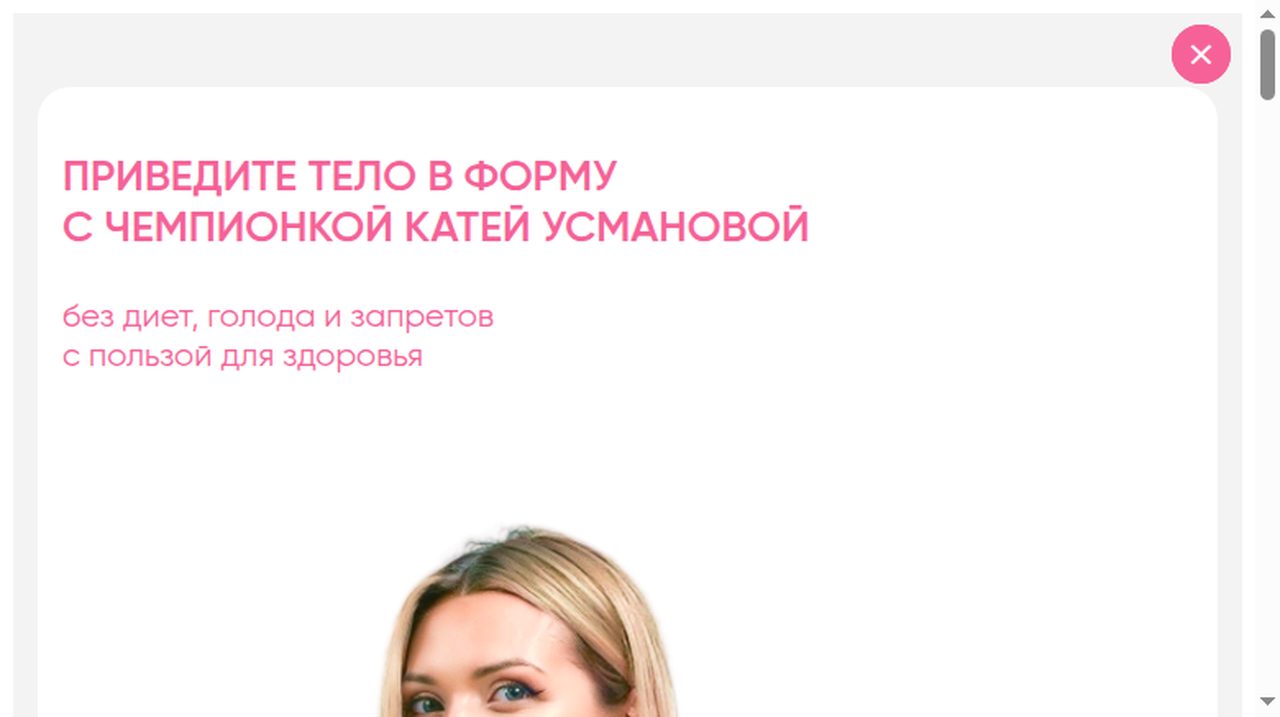 ПРИВЕДИТЕ ТЕЛО В ФОРМУ
С ЧЕМПИОНКОЙ КАТЕЙ УСМАНОВОЙ
без диет, голода и запретов
с пользой для здоровья